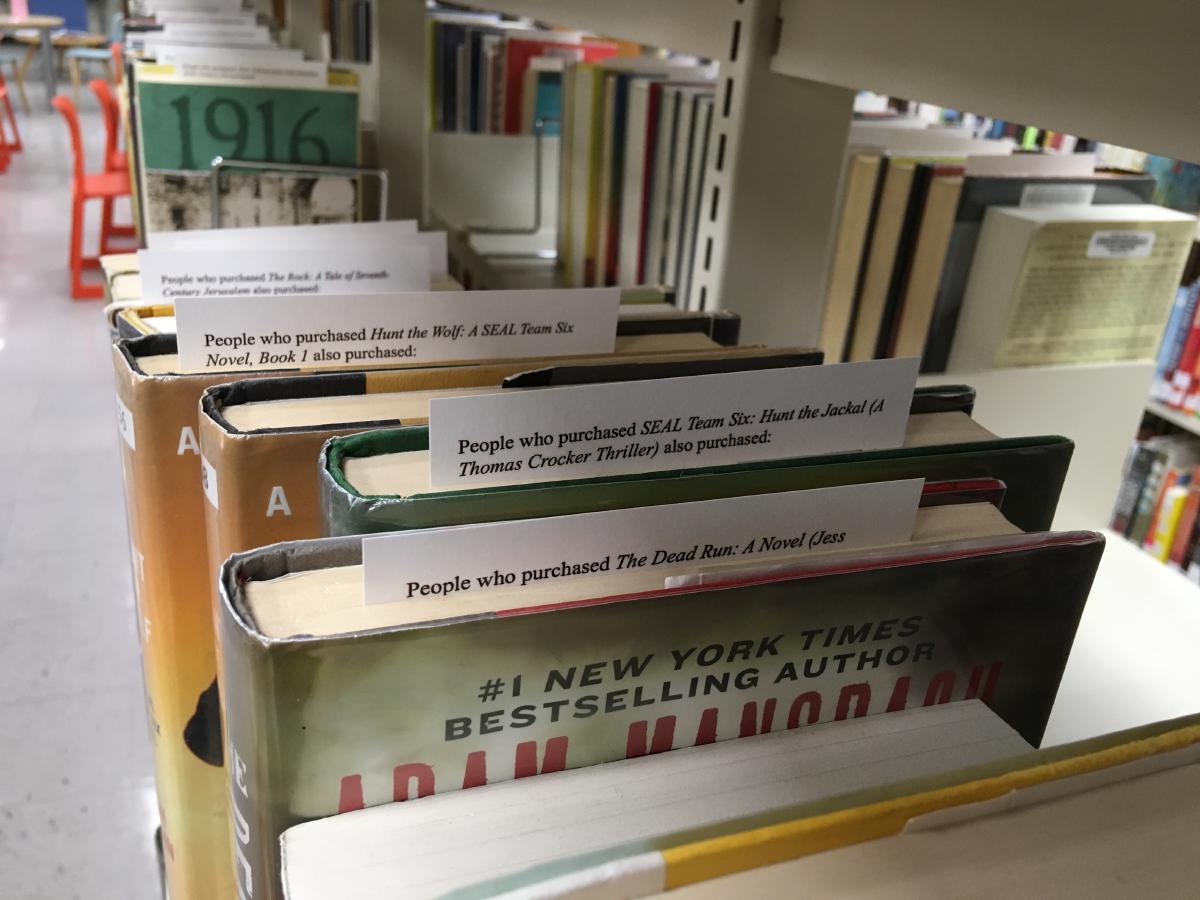 1916
People who purchased The Rock: A Tale of Seventh-
Century Jerusalem also purchased:
People who purchased Hunt the Wolf: A SEAL Team Six
Novel, Book 1 also purchased:
People who purchased SEAL Team Six: Hunt the Jackal (A
Thomas Crocker Thriller) also purchased:
People who purchased The Dead Run: A Novel (Jess
A
A
#1 NEW YORK TIMES
BESTSELLING AUTHOR
ADAM MANSBACH